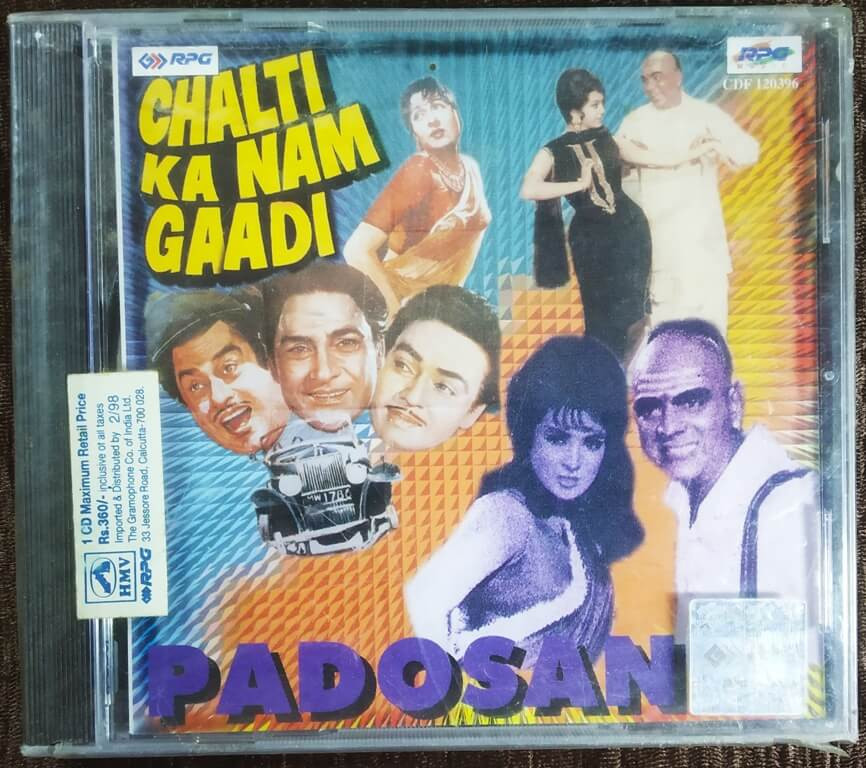 RPG
RPG
CDF 120396
CHALTI
KA NAM
GAADI
1 CD Maximum Retail Price
Rs.360/- inclusive of all taxes
Imported & Distributed by 2/98
The Gramophone Co. of India Ltd.
33 Jessore Road, Calcutta-700 028.
HMV
RPG
PADOSAN